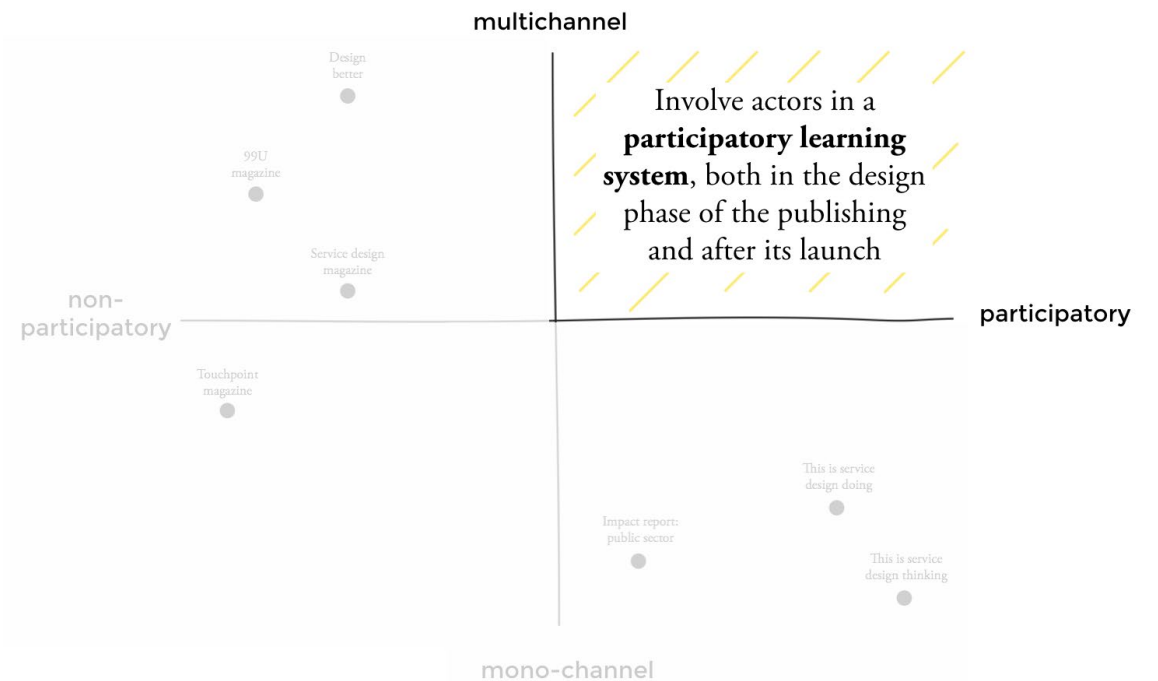 multichannel
Design
better
99U
magazine
Service design
magazine
Involve actors in a
participatory learning
system, both in the design
phase of the publishing
and after its launch
non-
participatory
participatory
Touchpoint
magazine
This is service
design doing
Impact report:
public sector
This is service
design thinking
mono-channel